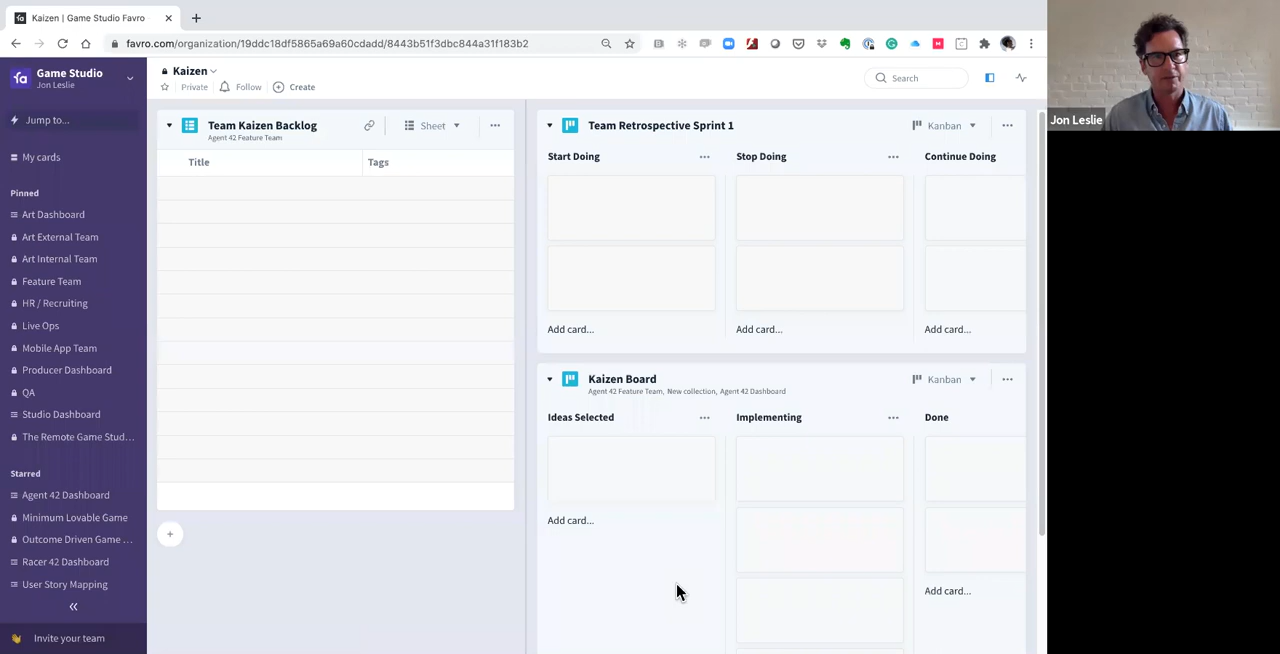 Kaizen | Game Studio Favro
favro.com/organization/19ddc18df5865a69a60cdadd/8443b51f3dbc844a31f183b2
Game Studio
Jon Leslie
Jump to...
My cards
Pinned
Art Dashboard
Art External Team
Art Internal Team
Feature Team
HR / Recruiting
Live Ops
Mobile App Team
Producer Dashboard
QA
Studio Dashboard
The Remote Game Stud...
Starred
Agent 42 Dashboard
Minimum Lovable Game
Outcome Driven Game ...
Racer 42 Dashboard
User Story Mapping
Invite your team
Kaizen
Private
Follow
Create
Search
Team Kaizen Backlog
Agent 42 Feature Team
Sheet
Title
Tags
Team Retrospective Sprint 1
Kanban
Start Doing
Stop Doing
Continue Doing
Add card...
Add card...
Add card...
Kaizen Board
Agent 42 Feature Team, New collection, Agent 42 Dashboard
Kanban
Ideas Selected
Implementing
Done
Add card...
Add card...
Jon Leslie